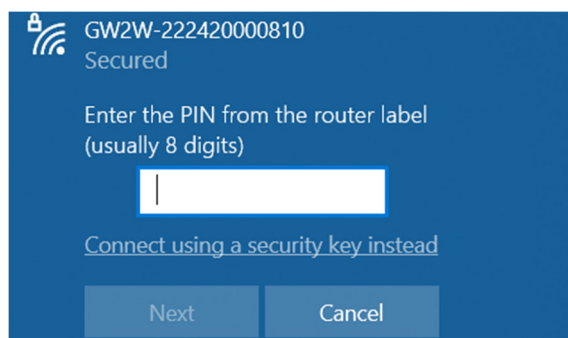 GW2W-222420000810
Secured
Enter the PIN from the router label
(usually 8 digits)
Connect using a security key instead
Next Cancel